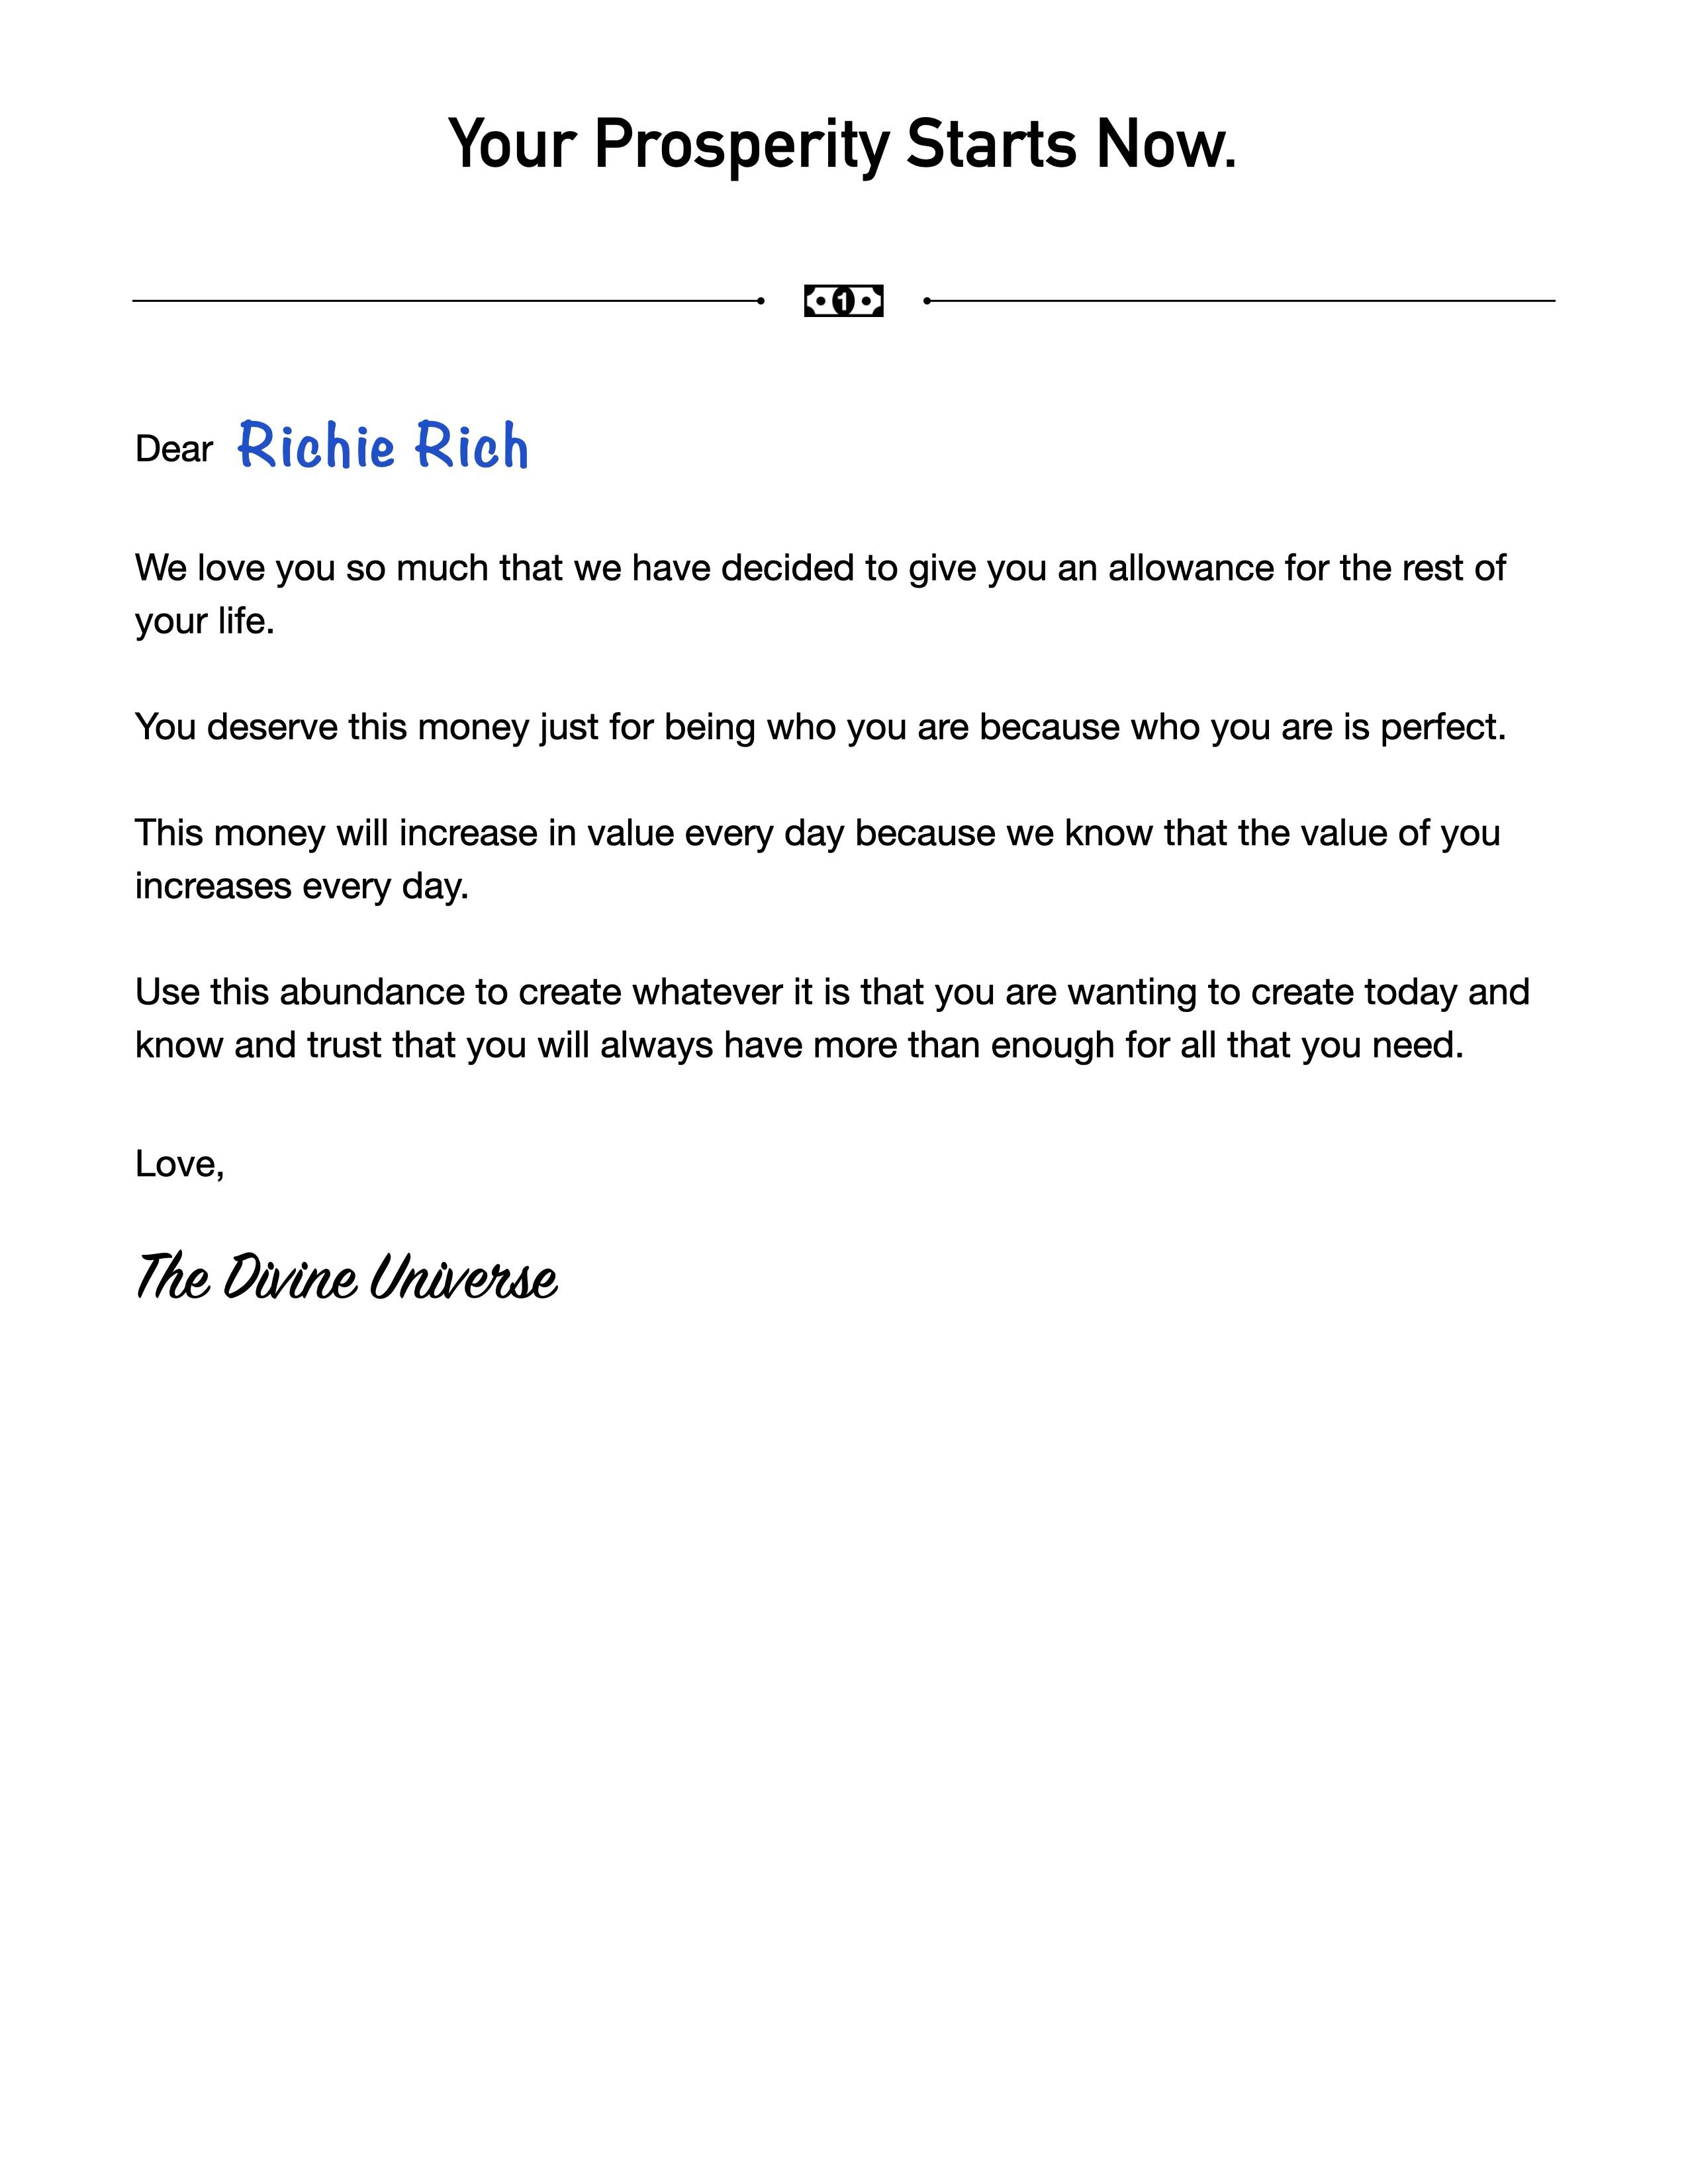 Your Prosperity Starts Now.
1
Dear Richie Rich
We love you so much that we have decided to give you an allowance for the rest of
your life.
You deserve this money just for being who you are because who you are is perfect.
This money will increase in value every day because we know that the value of you
increases every day.
Use this abundance to create whatever it is that you are wanting to create today and
know and trust that you will always have more than enough for all that you need.
Love,
The Divine Universe